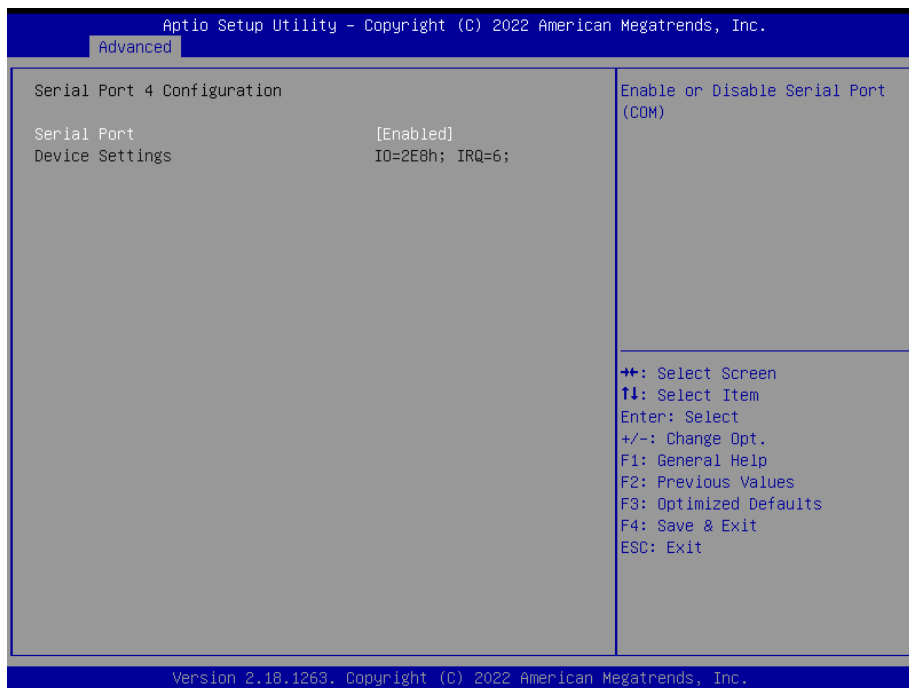 Aptio Setup Utility – Copyright (C) 2022 American Megatrends, Inc.
Advanced
Serial Port 4 Configuration
Serial Port [Enabled]
Device Settings IO=2E8h; IRQ=6;
Enable or Disable Serial Port
(COM)
→←: Select Screen
↑↓: Select Item
Enter: Select
+/-: Change Opt.
F1: General Help
F2: Previous Values
F3: Optimized Defaults
F4: Save & Exit
ESC: Exit
Version 2.18.1263. Copyright (C) 2022 American Megatrends, Inc.